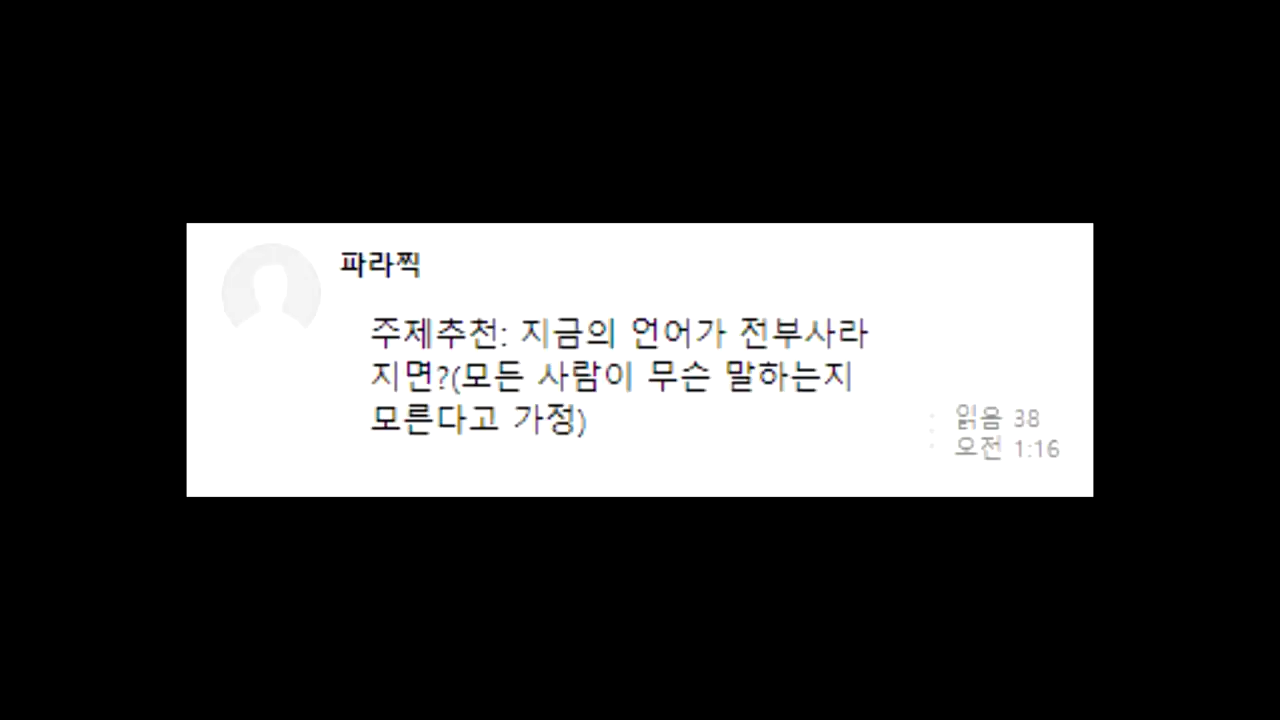 파라찍
주제추천: 지금의 언어가 전부사라
지면?(모든 사람이 무슨 말하는지
모른다고 가정)
읽음 38
오전 1:16